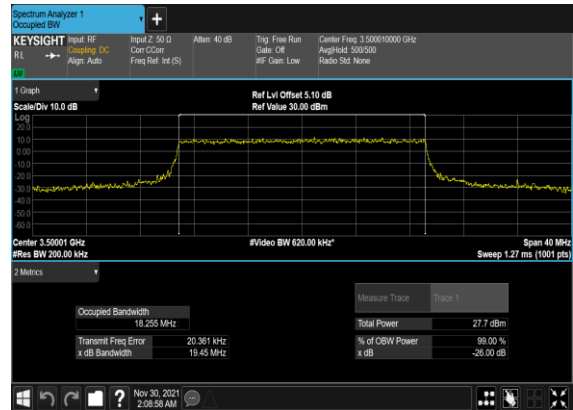 Spectrum Analyzer 1
Occupied BW
+
KEYSIGHT Input: RF Input Z: 50 Ω Atten: 40 dB Trig: Free Run Center Freq: 3.500010000 GHz
RL Coupling: DC Corr CCorr Gate: Off Avg|Hold: 500/500
Align: Auto Freq Ref: Int (S) #IF Gain: Low Radio Std: None
LW
1 Graph
Ref Lvl Offset 5.10 dB
Scale/Div 10.0 dB Ref Value 30.00 dBm
Log
20.0
10.0
0.00
-10.0
-20.0
-30.0
-40.0
-50.0
-60.0
Center 3.50001 GHz #Video BW 620.00 kHz* Span 40 MHz
#Res BW 200.00 kHz Sweep 1.27 ms (1001 pts)
2 Metrics
Measure Trace Trace 1
Occupied Bandwidth
18.255 MHz Total Power 27.7 dBm
Transmit Freq Error 20.361 kHz % of OBW Power 99.00 %
x dB Bandwidth 19.45 MHz x dB -26.00 dB
? Nov 30, 2021
2:08:58 AM